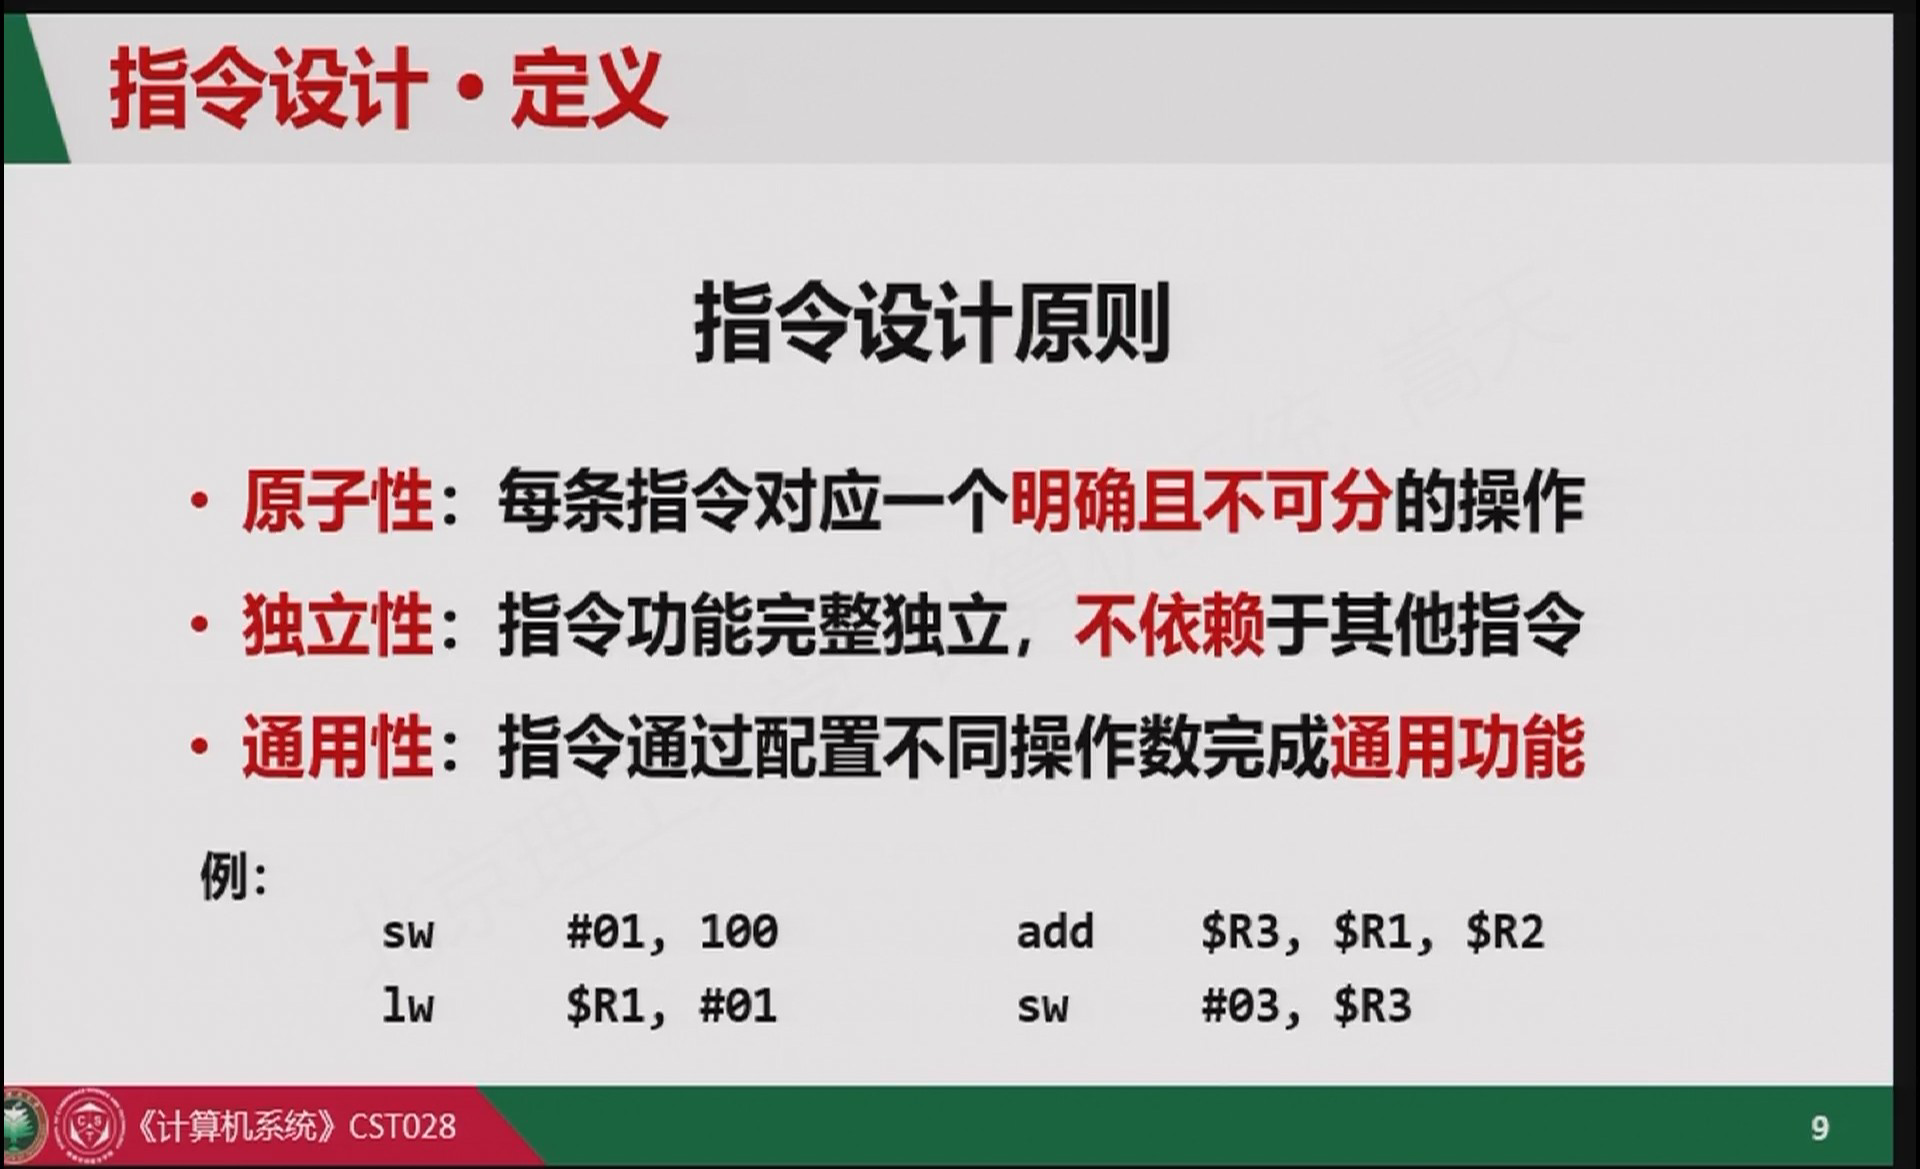 指令设计·定义
指令设计原则
• 原子性：每条指令对应一个明确且不可分的操作
• 独立性：指令功能完整独立，不依赖于其他指令
• 通用性：指令通过配置不同操作数完成通用功能
例：
sw #01, 100 add $R3, $R1, $R2
lw $R1, #01 sw #03, $R3
《计算机系统》CST028 9